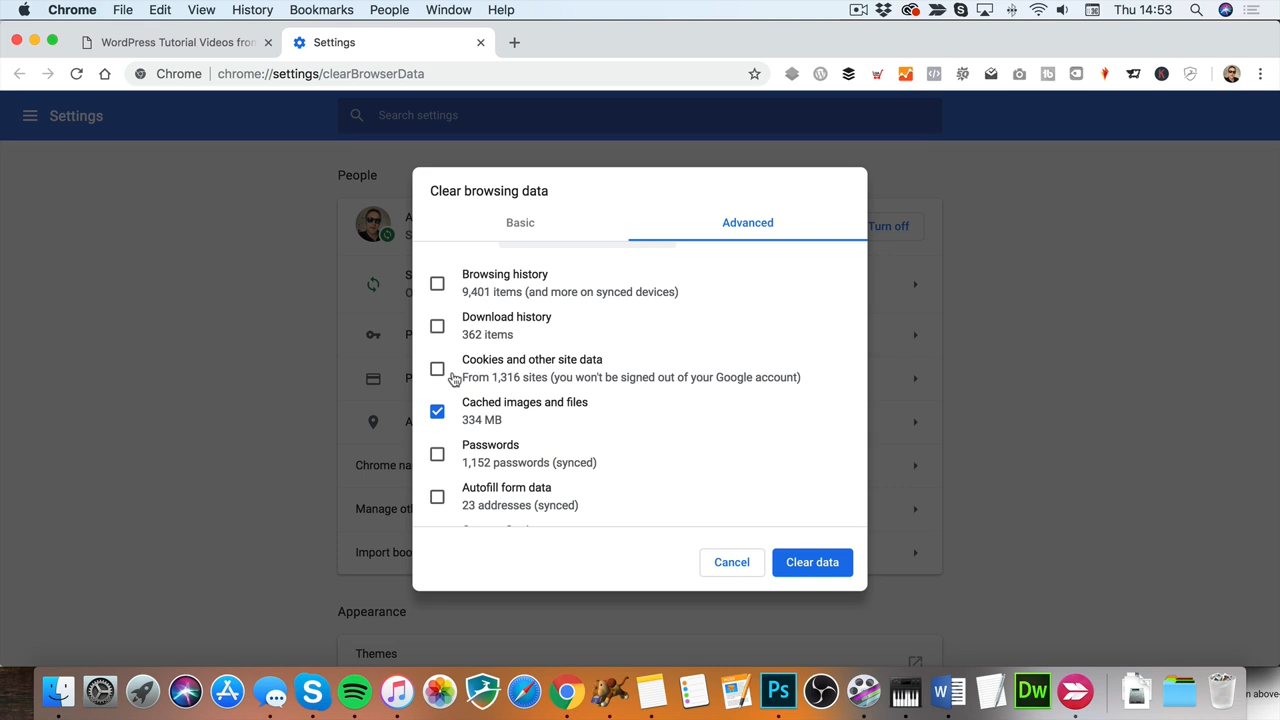 Chrome File Edit View History Bookmarks People Window Help Thu 14:53
WordPress Tutorial Videos from Settings
Chrome chrome://settings/clearBrowserData
Settings Search settings
People
Clear browsing data
Basic Advanced
Turn off
Browsing history
9,401 items (and more on synced devices)
Download history
362 items
Cookies and other site data
From 1,316 sites (you won't be signed out of your Google account)
Cached images and files
334 MB
Passwords
1,152 passwords (synced)
Autofill form data
23 addresses (synced)
Chrome na
Manage ot
Import boo
Cancel Clear data
Appearance
Themes
Ps Dw
n above-